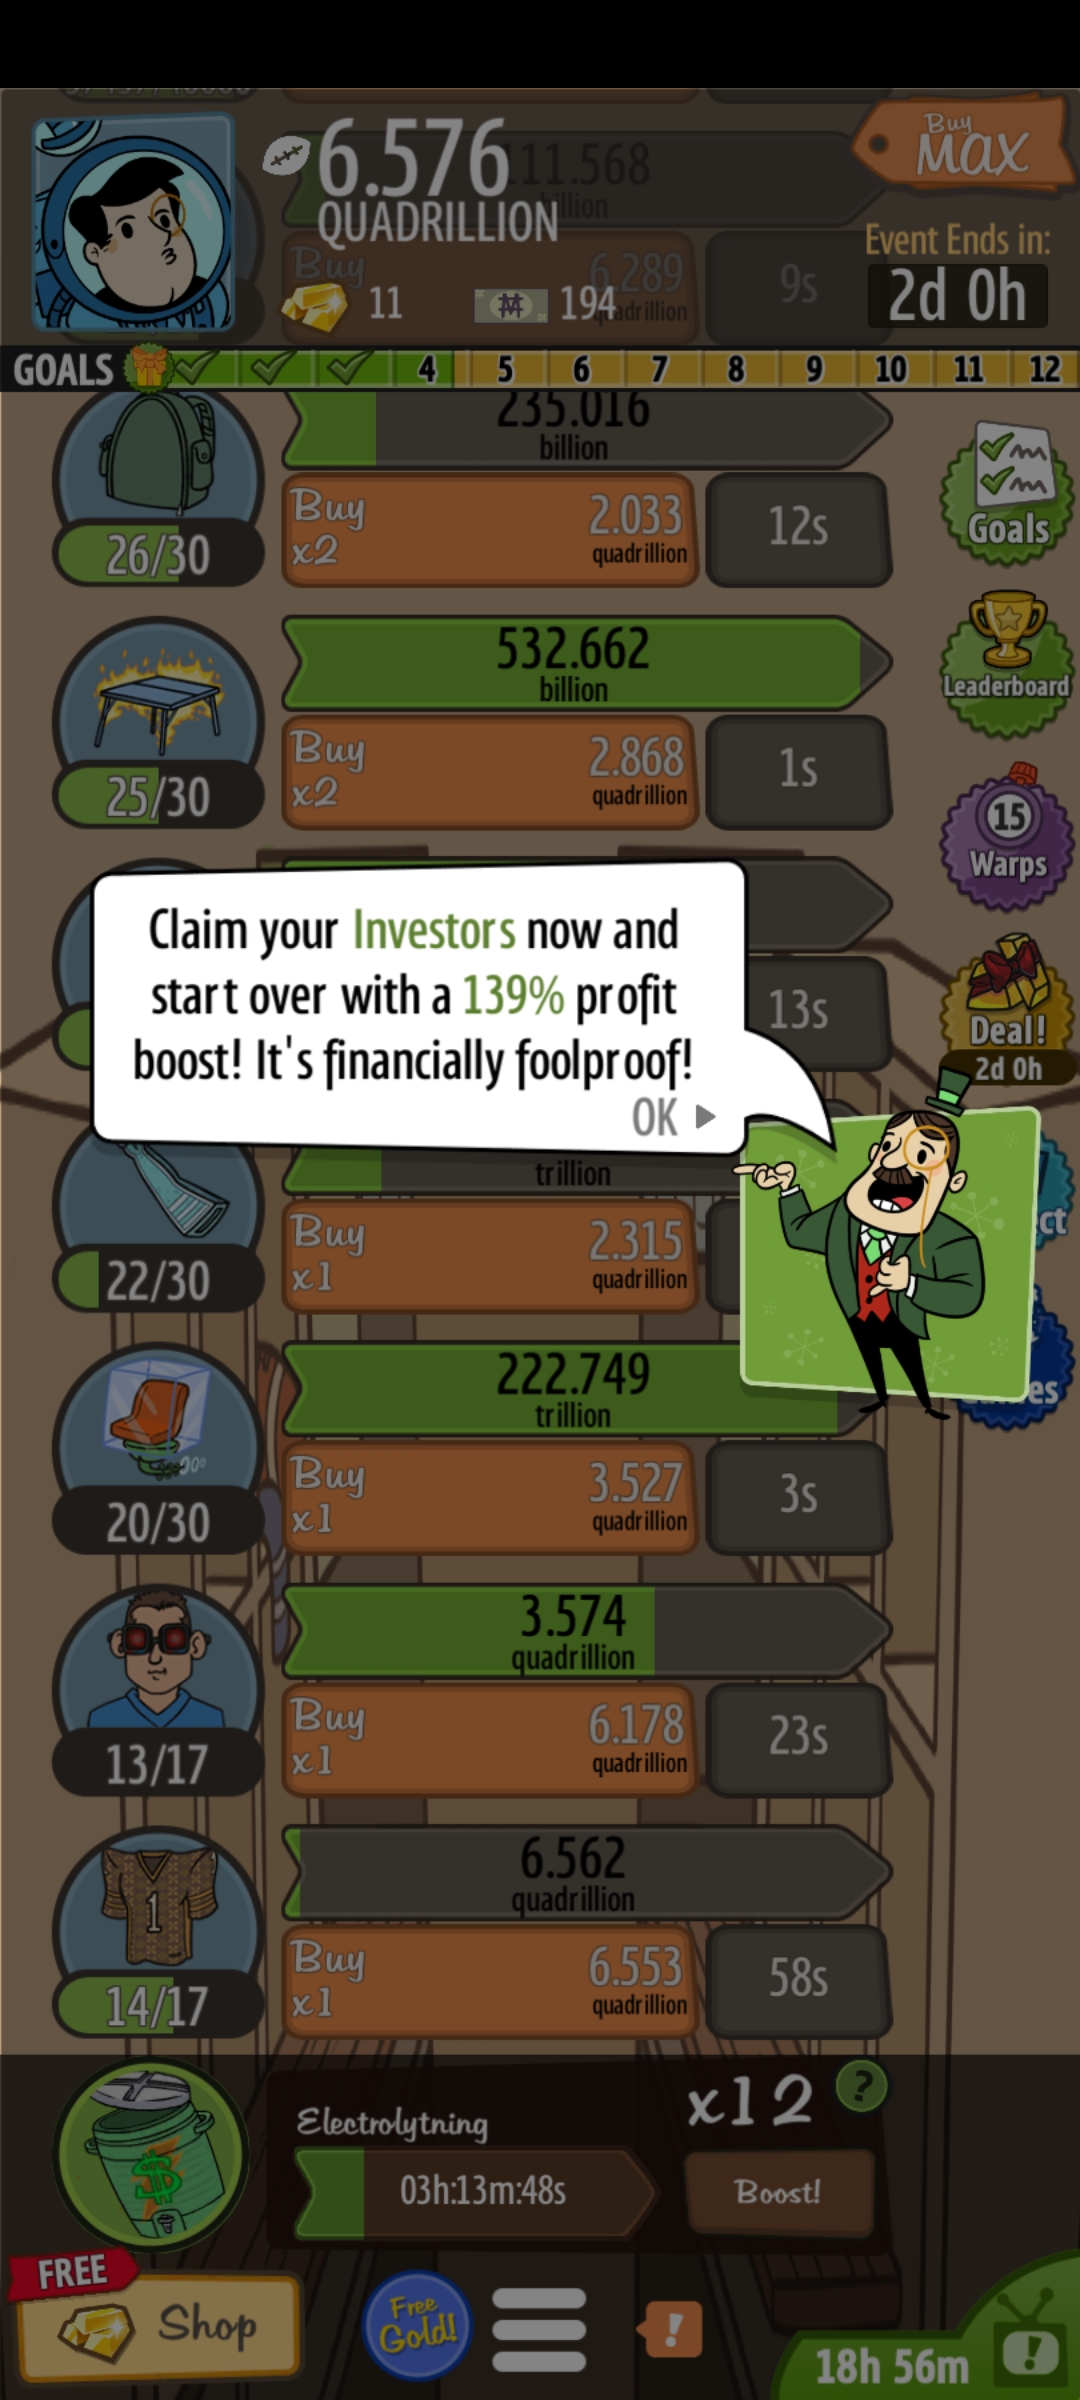 6.576
QUADRILLION
111.568
billion
Buy
MAX
Event Ends in:
2d 0h
11
194
Buy
6.289
quadrillion
9s
GOALS
4 5 6 7 8 9 10 11 12
235.016
billion
26/30
Buy
x2
2.033
quadrillion
12s
Goals
532.662
billion
25/30
Buy
x2
2.868
quadrillion
1s
Leaderboard
15
Warps
Claim your Investors now and
start over with a 139% profit
boost! It's financially foolproof!
OK
13s
Deal!
2d 0h
trillion
22/30
Buy
x1
2.315
quadrillion
ct
222.749
trillion
20/30
Buy
x1
3.527
quadrillion
3s
es
3.574
quadrillion
13/17
Buy
x1
6.178
quadrillion
23s
6.562
quadrillion
1
14/17
Buy
x1
6.553
quadrillion
58s
$
Electrolytning
03h:13m:48s
x12
?
Boost!
FREE
Shop
Free
Gold!
!
18h 56m
!